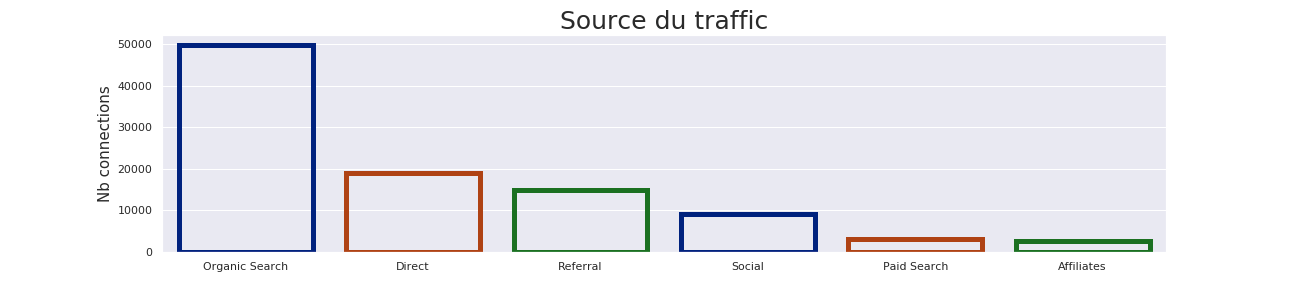 Source du traffic
Nb connections
50000
40000
30000
20000
10000
0
Organic Search
Direct
Referral
Social
Paid Search
Affiliates